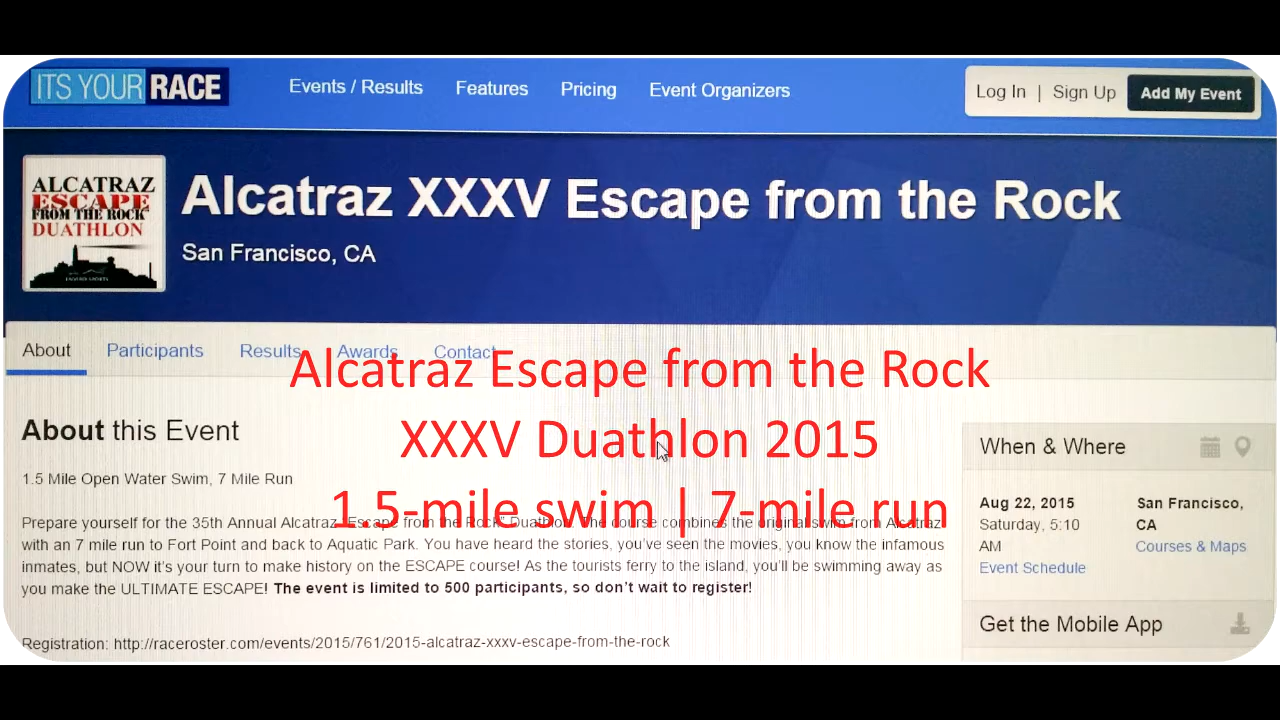 ITS YOUR RACE
Events / Results
Features
Pricing
Event Organizers
Log In | Sign Up
Add My Event
ALCATRAZ
ESCAPE
FROM THE ROCK
DUATHLON
Alcatraz XXXV Escape from the Rock
San Francisco, CA
About
Participants
Results
Awards
Contact
Alcatraz Escape from the Rock
XXXV Duathlon 2015
1.5-mile swim | 7-mile run
About this Event
1.5 Mile Open Water Swim, 7 Mile Run
Prepare yourself for the 35th Annual Alcatraz "Escape from the Rock" Duathlon. The course combines the original swim from Alcatraz
with an 7 mile run to Fort Point and back to Aquatic Park. You have heard the stories, you've seen the movies, you know the infamous
inmates, but NOW it's your turn to make history on the ESCAPE course! As the tourists ferry to the island, you'll be swimming away as
you make the ULTIMATE ESCAPE! The event is limited to 500 participants, so don't wait to register!
Registration: http://raceroster.com/events/2015/761/2015-alcatraz-xxxv-escape-from-the-rock
When & Where
Aug 22, 2015
Saturday, 5:10
AM
Event Schedule
San Francisco,
CA
Courses & Maps
Get the Mobile App